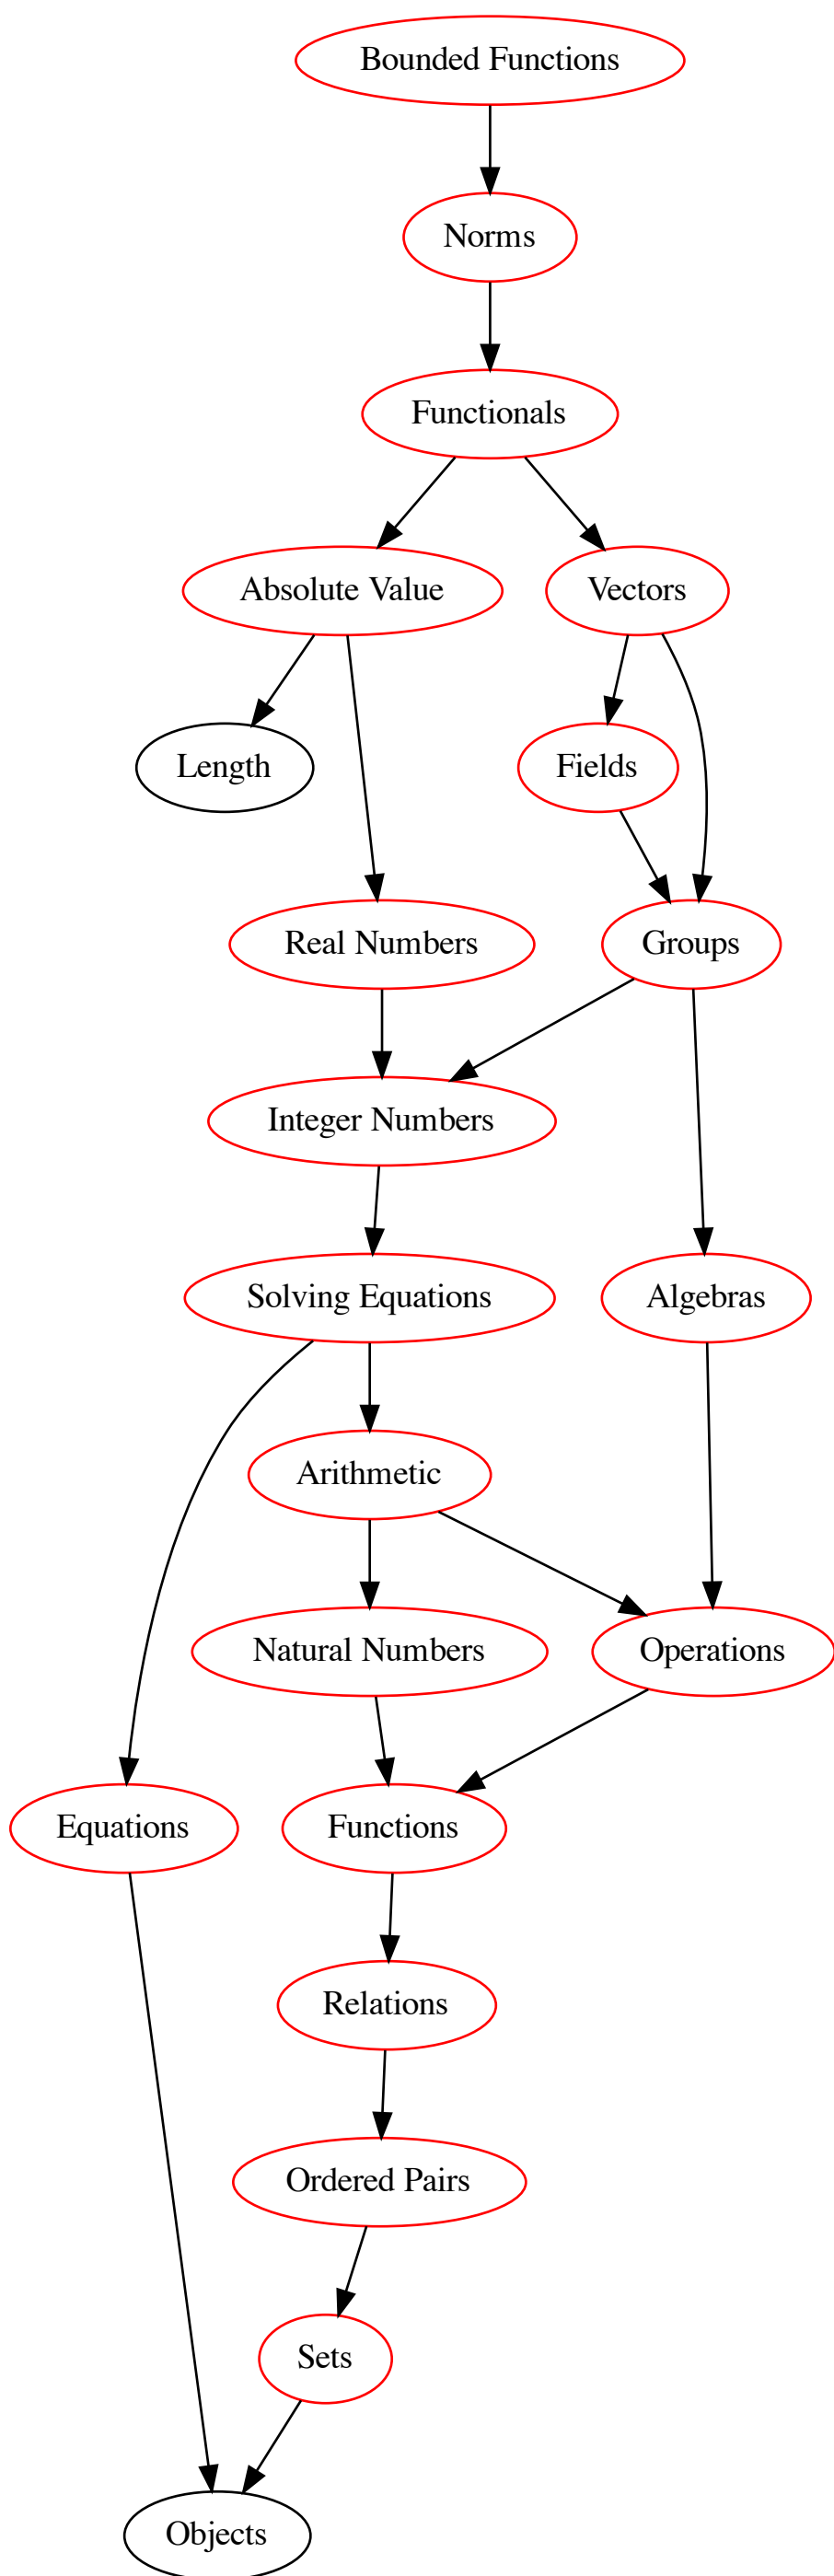 Bounded Functions
Norms
Functionals
Absolute Value
Vectors
Length
Fields
Real Numbers
Groups
Integer Numbers
Solving Equations
Algebras
Arithmetic
Natural Numbers
Operations
Equations
Functions
Relations
Ordered Pairs
Sets
Objects